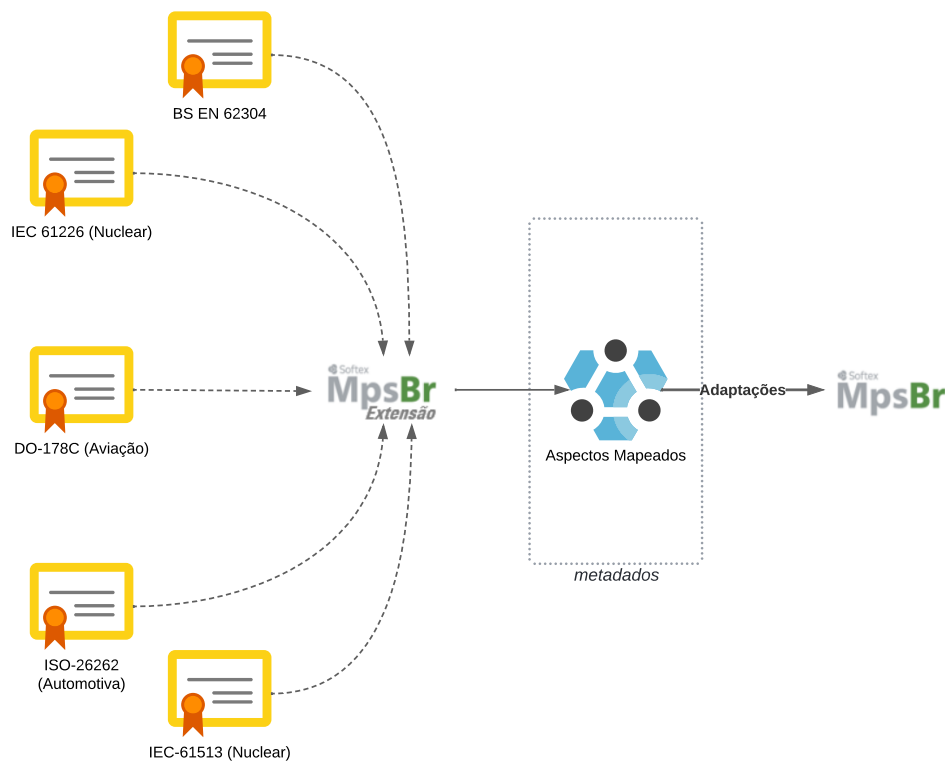 BS EN 62304
IEC 61226 (Nuclear)
DO-178C (Aviação)
ISO-26262
(Automotiva)
IEC-61513 (Nuclear)
Softex
MpsBr
Extensão
Aspectos Mapeados
metadados
Adaptações
Softex
MpsBr